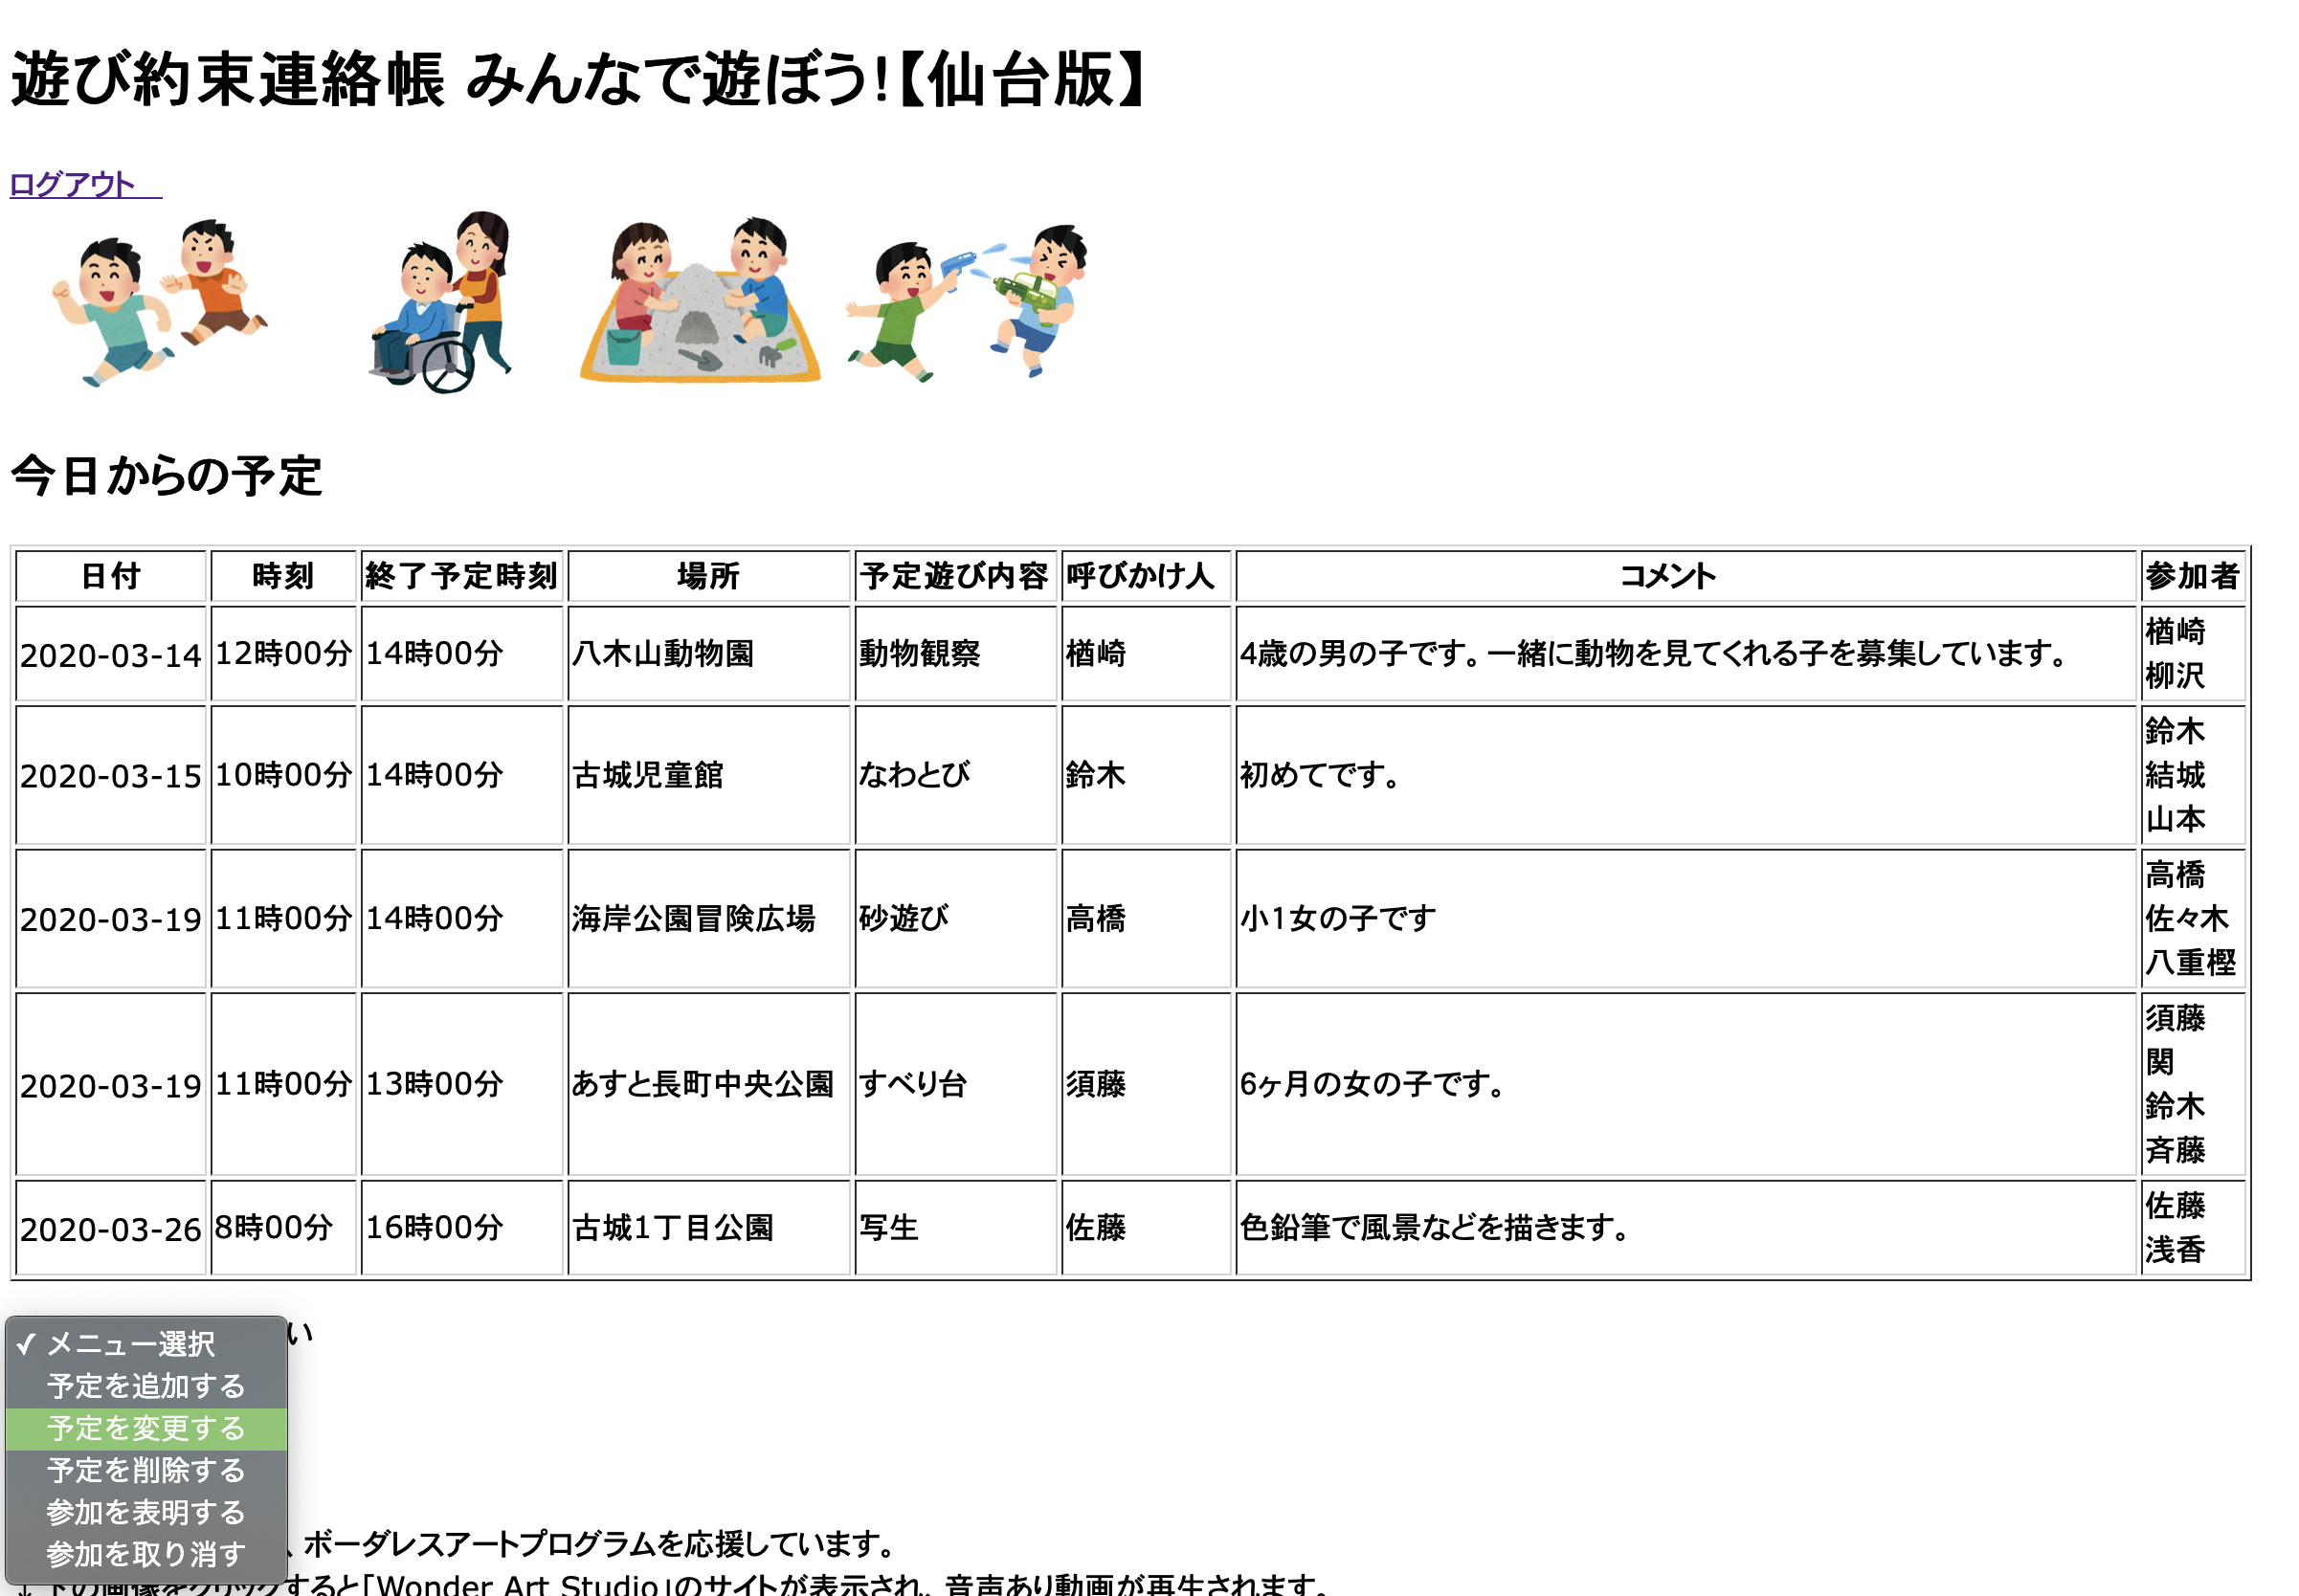 遊び約束連絡帳 みんなで遊ぼう!【仙台版】
ログアウト
今日からの予定
日付 時刻 終了予定時刻 場所 予定遊び内容 呼びかけ人 コメント 参加者
2020-03-14 12時00分 14時00分 八木山動物園 動物観察 楢崎 4歳の男の子です。一緒に動物を見てくれる子を募集しています。 楢崎
柳沢
2020-03-15 10時00分 14時00分 古城児童館 なわとび 鈴木 初めてです。 鈴木
結城
山本
2020-03-19 11時00分 14時00分 海岸公園冒険広場 砂遊び 高橋 小1女の子です 高橋
佐々木
八重樫
2020-03-19 11時00分 13時00分 あすと長町中央公園 すべり台 須藤 6ヶ月の女の子です。 須藤
関
鈴木
斉藤
2020-03-26 8時00分 16時00分 古城1丁目公園 写生 佐藤 色鉛筆で風景などを描きます。 佐藤
浅香
い
✓ メニュー選択
予定を追加する
予定を変更する
予定を削除する
参加を表明する
参加を取り消す
、ボーダレスアートプログラムを応援しています。
↓下の画像をクリックすると「Wonder Art Studio」のサイトが表示され、音声あり動画が再生されます。